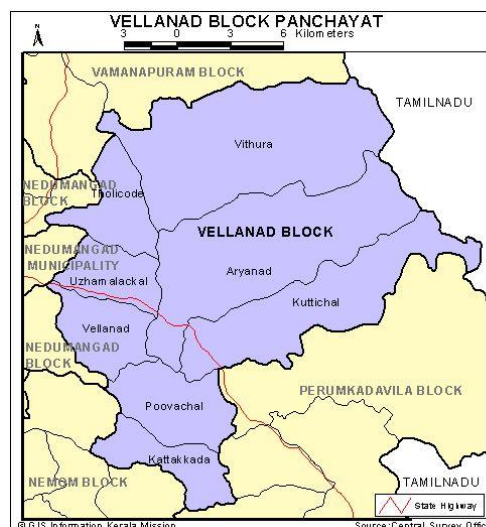 VELLANAD BLOCK PANCHAYAT
N
3 0 3 6 Kilometers
VAMANAPURAM BLOCK
TAMILNADU
Vithura
NEDUMANGAD
BLOCK
Tholicode
VELLANAD BLOCK
NEDUMANGAD
MUNICIPALITY
Aryanad
Uzhamalackal
Kuttichal
Vellanad
NEDUMANGAD
BLOCK
PERUMKADAVILA BLOCK
Poovachal
Kattakkada
NEMOM BLOCK
TAMILNADU
State Highway
© GIS Information Kerala Mission
Source:Central Survey Offic